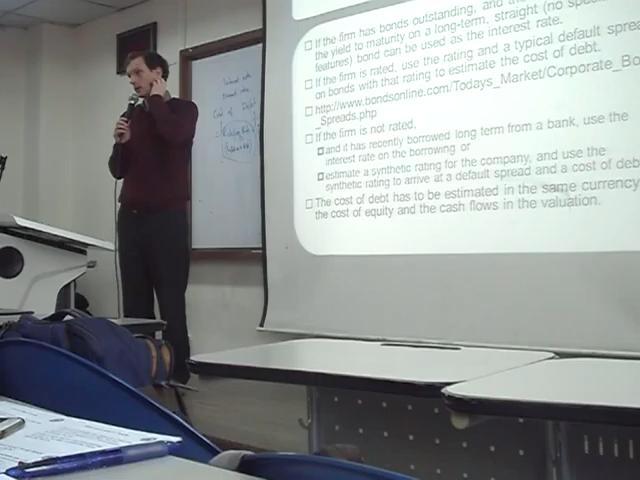 If the firm has bonds outstanding, and the
the yield to maturity on a long-term, straight (no spec
features) bond can be used as the interest rate.
If the firm is rated, use the rating and a typical default sprea
on bonds with that rating to estimate the cost of debt.
http://www.bondsonline.com/Todays_Market/Corporate_Bo
_Spreads.php
If the firm is not rated,
and it has recently borrowed long term from a bank, use the
interest rate on the borrowing or
estimate a synthetic rating for the company, and use the
synthetic rating to arrive at a default spread and a cost of deb
The cost of debt has to be estimated in the same currency
the cost of equity and the cash flows in the valuation.
Cost of Debt